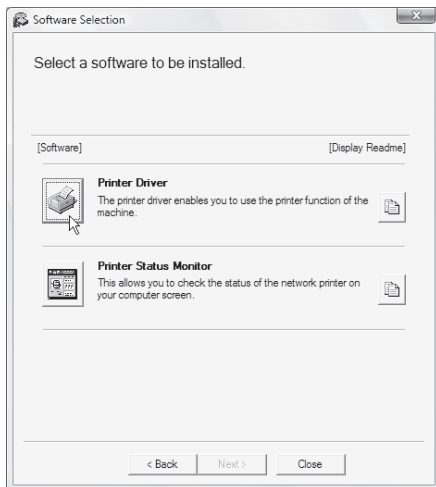 Software Selection
Select a software to be installed.
[Software] [Display Readme]
Printer Driver
The printer driver enables you to use the printer function of the
machine.
Printer Status Monitor
This allows you to check the status of the network printer on
your computer screen.
< Back Next > Close